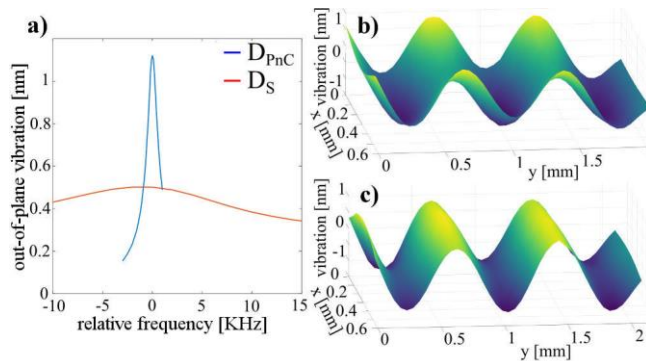 a)
D_PnC
D_S
out-of-plane vibration [nm]
1
0.8
0.6
0.4
0.2
0
-10
-5
0
5
10
15
relative frequency [KHz]
b)
vibration [nm]
1
0
-1
0
0.2
0.4
0.6
x [mm]
0
0.5
1
1.5
y [mm]
c)
vibration [nm]
1
0
-1
0
0.2
0.4
0.6
x [mm]
0
0.5
1
1.5
2
y [mm]